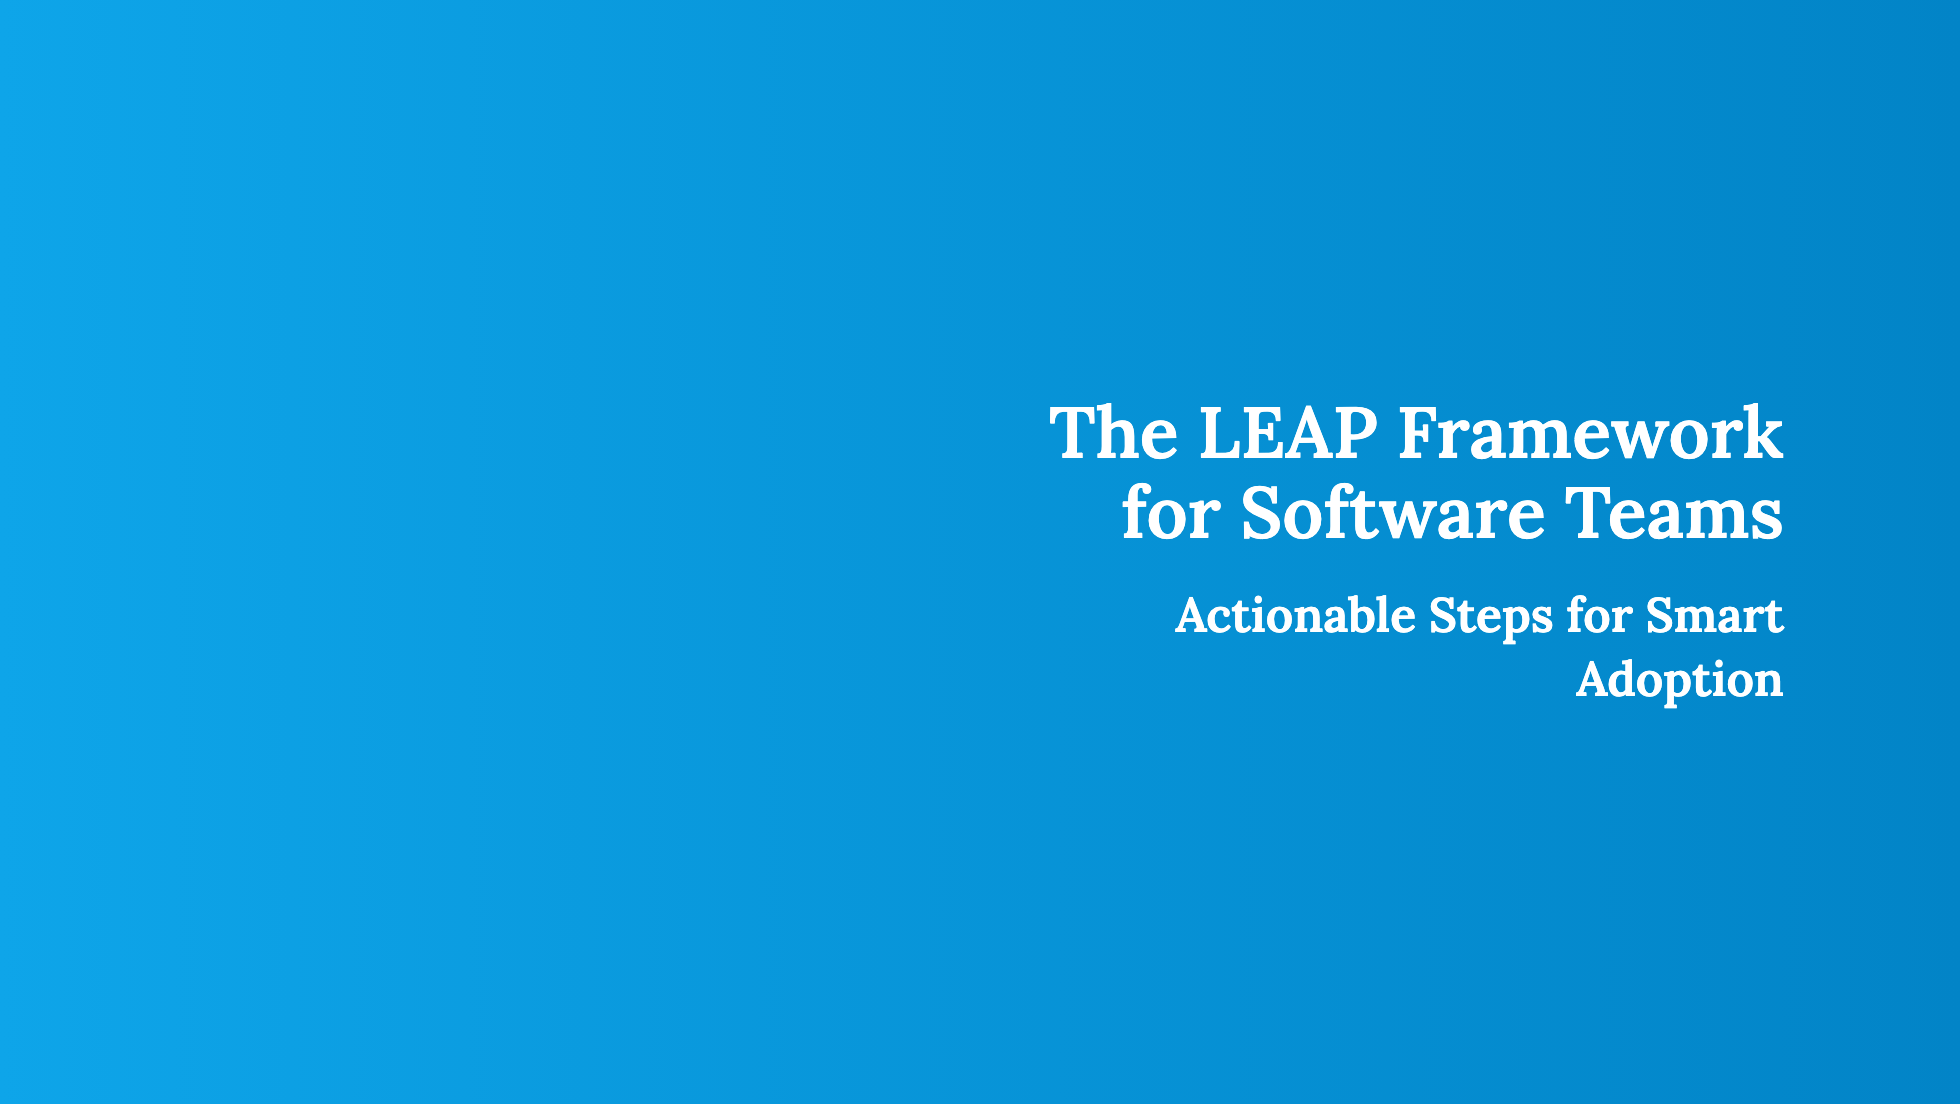 The LEAP Framework
for Software Teams
Actionable Steps for Smart
Adoption